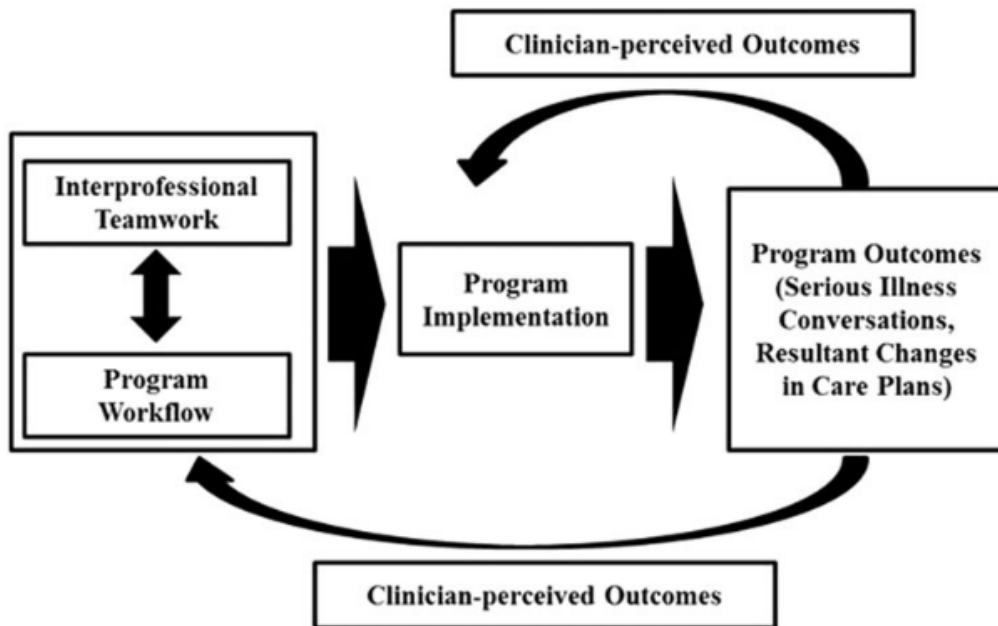 Clinician-perceived Outcomes
Interprofessional
Teamwork
Program
Workflow
Program
Implementation
Program Outcomes
(Serious Illness
Conversations,
Resultant Changes
in Care Plans)
Clinician-perceived Outcomes